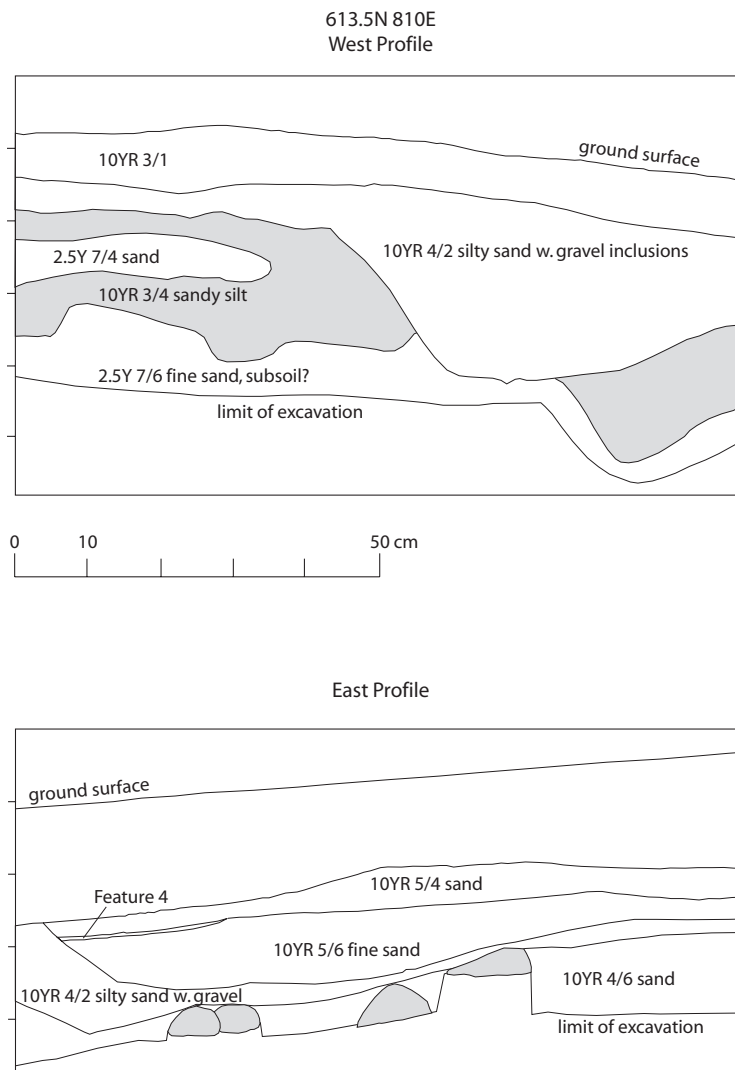 613.5N 810E
West Profile
ground surface
10YR 3/1
10YR 4/2 silty sand w. gravel inclusions
2.5Y 7/4 sand
10YR 3/4 sandy silt
2.5Y 7/6 fine sand, subsoil?
limit of excavation
0 10 50 cm
East Profile
ground surface
10YR 5/4 sand
Feature 4
10YR 5/6 fine sand
10YR 4/6 sand
10YR 4/2 silty sand w. gravel
limit of excavation